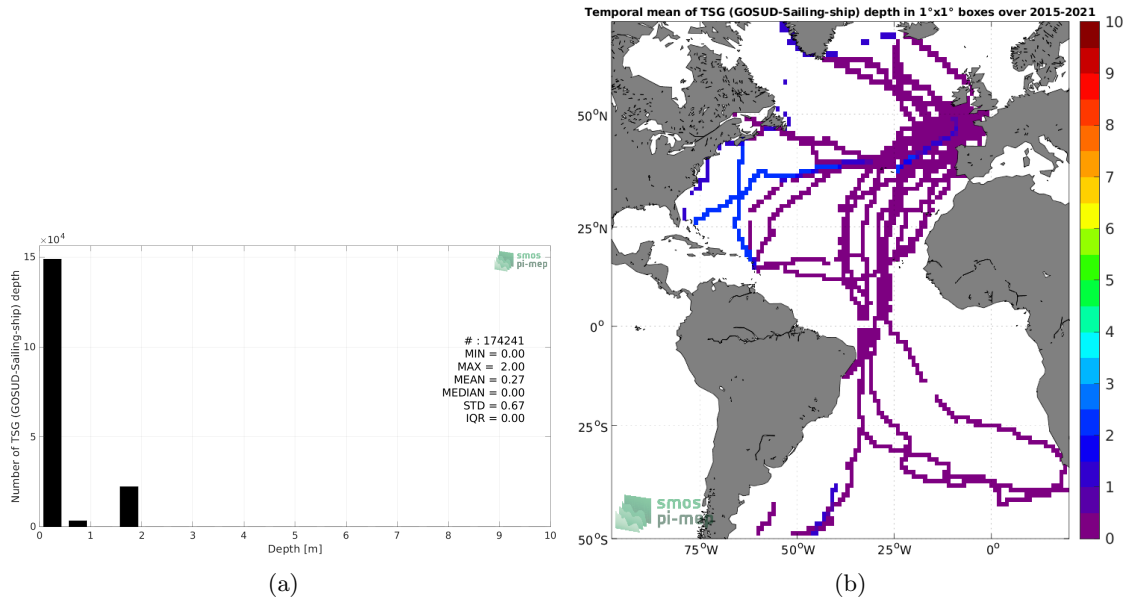 ×10⁴
15
10
5
0
Number of TSG (GOSUD-Sailing-ship) depth
0 1 2 3 4 5 6 7 8 9 10
Depth [m]
smos
pi-mep
# : 174241
MIN = 0.00
MAX = 2.00
MEAN = 0.27
MEDIAN = 0.00
STD = 0.67
IQR = 0.00
(a)
Temporal mean of TSG (GOSUD-Sailing-ship) depth in 1°x1° boxes over 2015-2021
50°N
25°N
0°
25°S
50°S
75°W 50°W 25°W 0°
smos
pi-mep
10
9
8
7
6
5
4
3
2
1
0
(b)